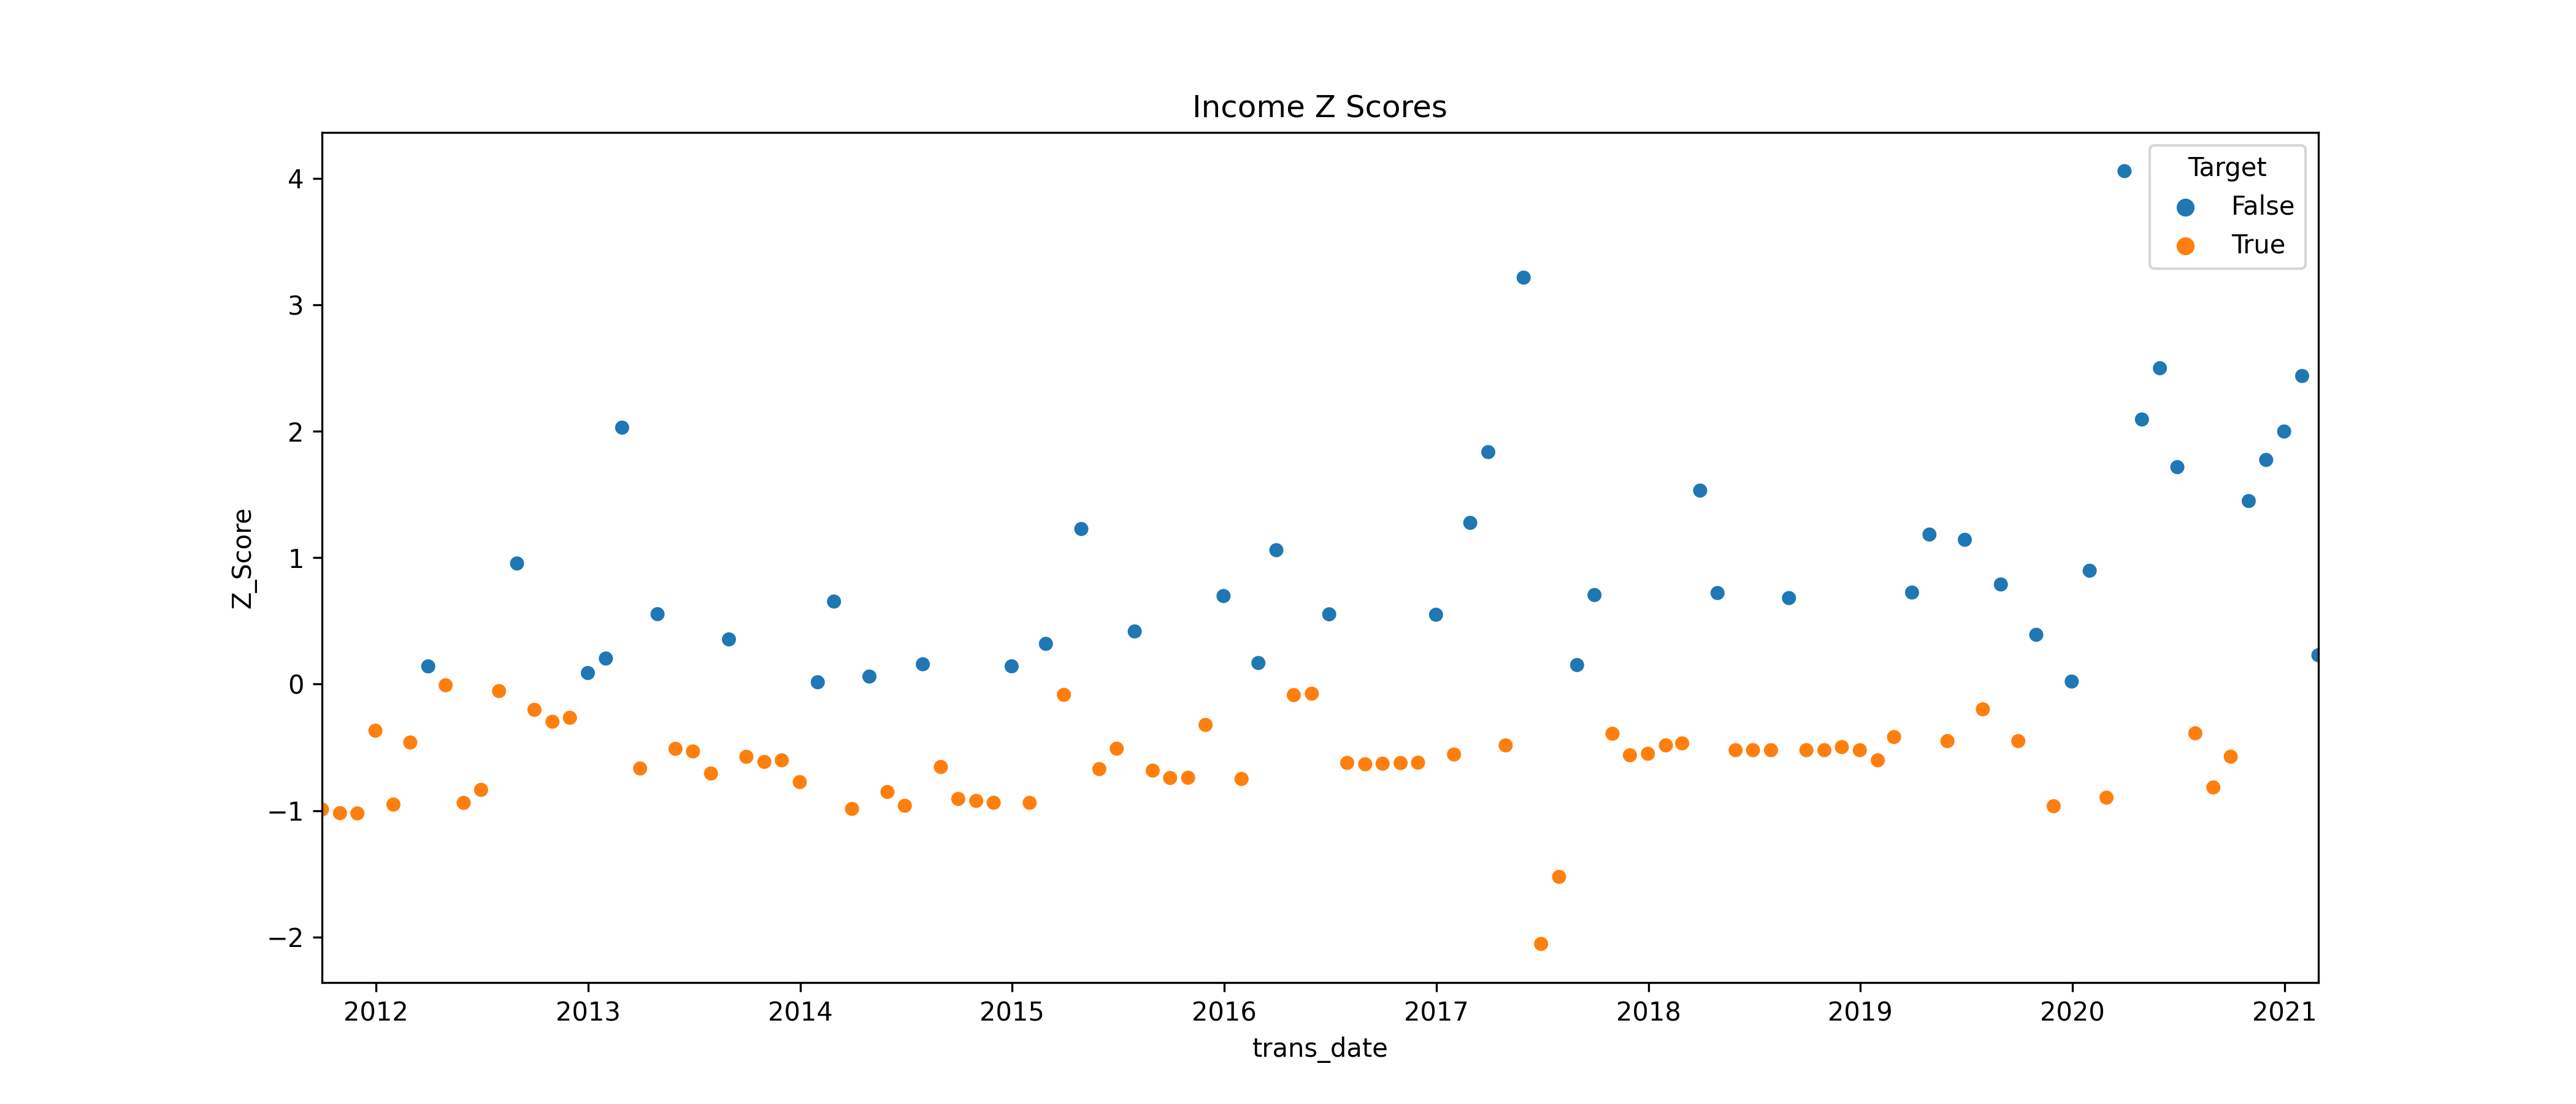 Income Z Scores
Target
False
True
4
3
2
1
0
−1
−2
Z_Score
2012 2013 2014 2015 2016 2017 2018 2019 2020 2021
trans_date